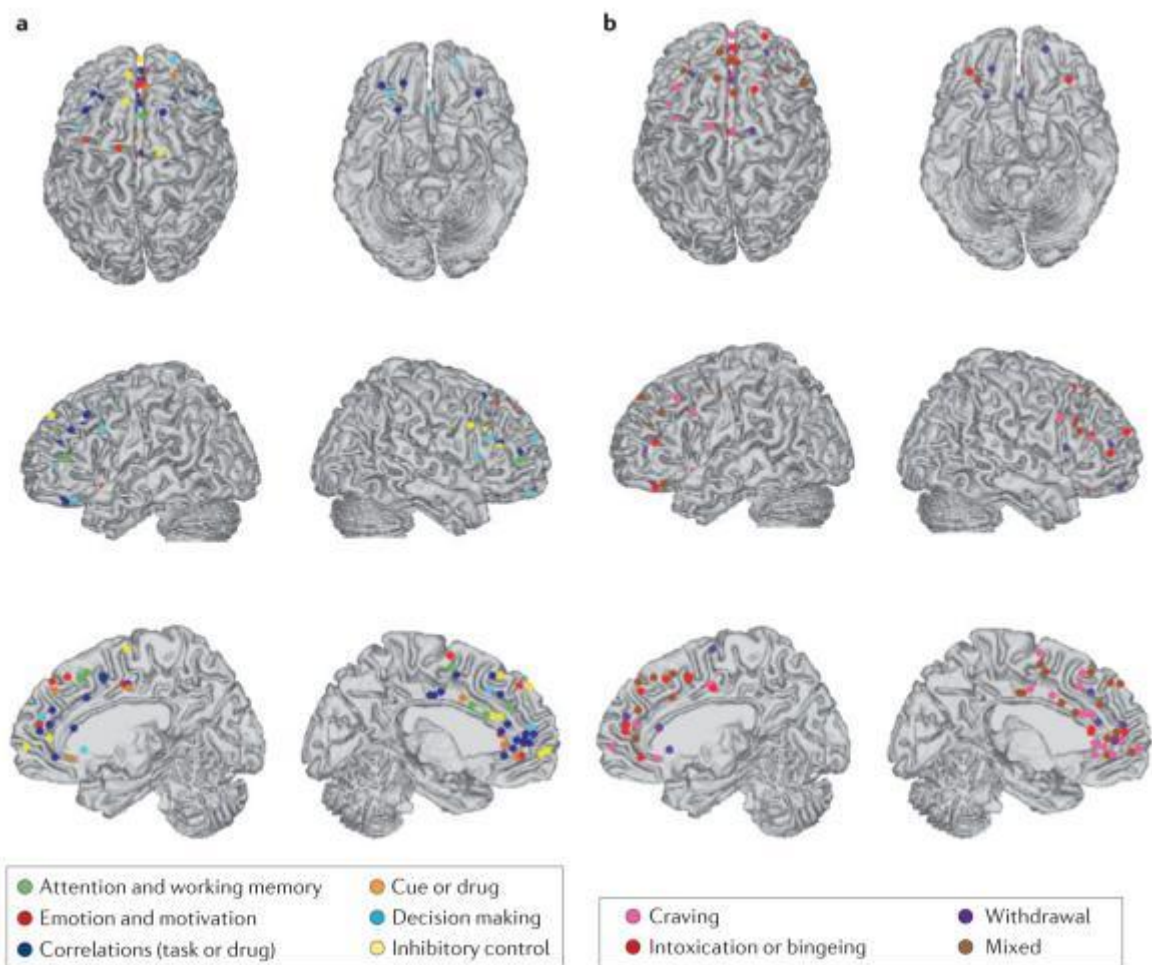 a
b
Attention and working memory
Cue or drug
Emotion and motivation
Decision making
Correlations (task or drug)
Inhibitory control
Craving
Withdrawal
Intoxication or bingeing
Mixed